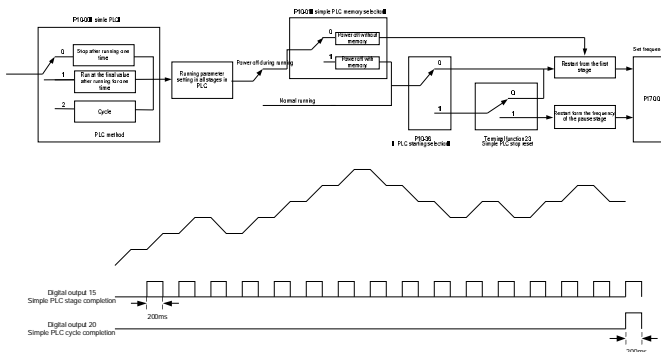 P10-00 simple PLC
0
Stop after running one
time
1
Run at the final value
after running for one
time
2
Cycle
PLC method
Running parameter
setting in all stages in
PLC
Power off during running
Normal running
P10-01 simple PLC memory selection
0
Power off without
memory
1
Power off with
memory
0
1
P10-36
PLC starting selection
0
1
Terminal function 23
Simple PLC stop reset
Restart from the first
stage
Restart form the frequency
of the pause stage
Set frequen
P17.00
Digital output 15
Simple PLC stage completion
200ms
Digital output 20
Simple PLC cycle completion
200ms